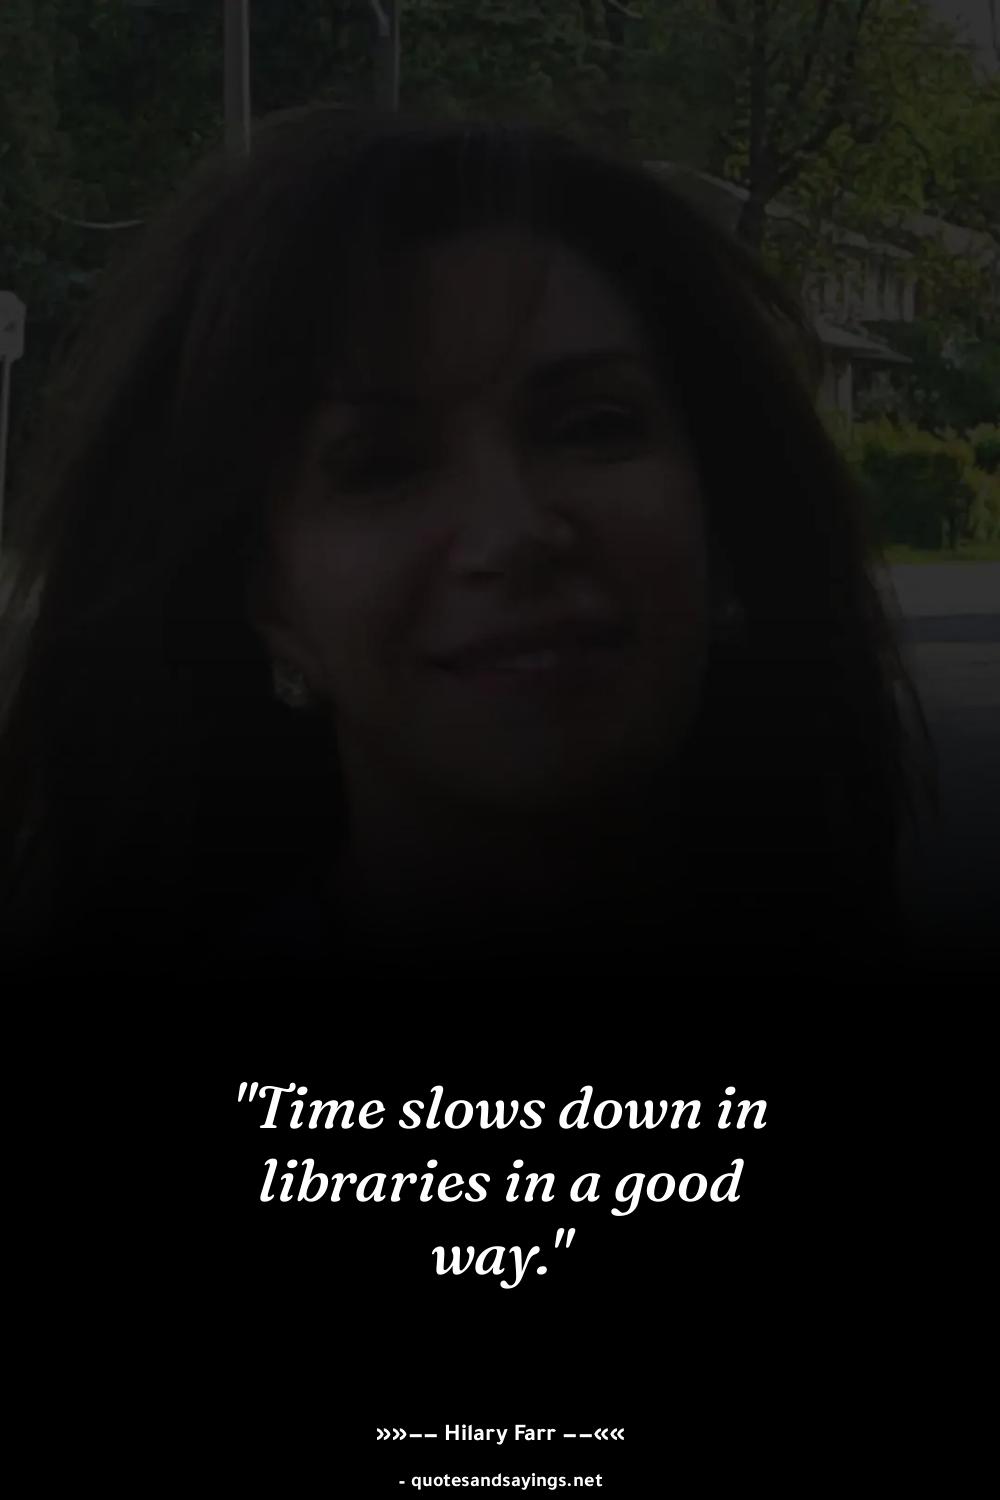 "Time slows down in
libraries in a good
way."
»»–– Hilary Farr ––««
- quotesandsayings.net